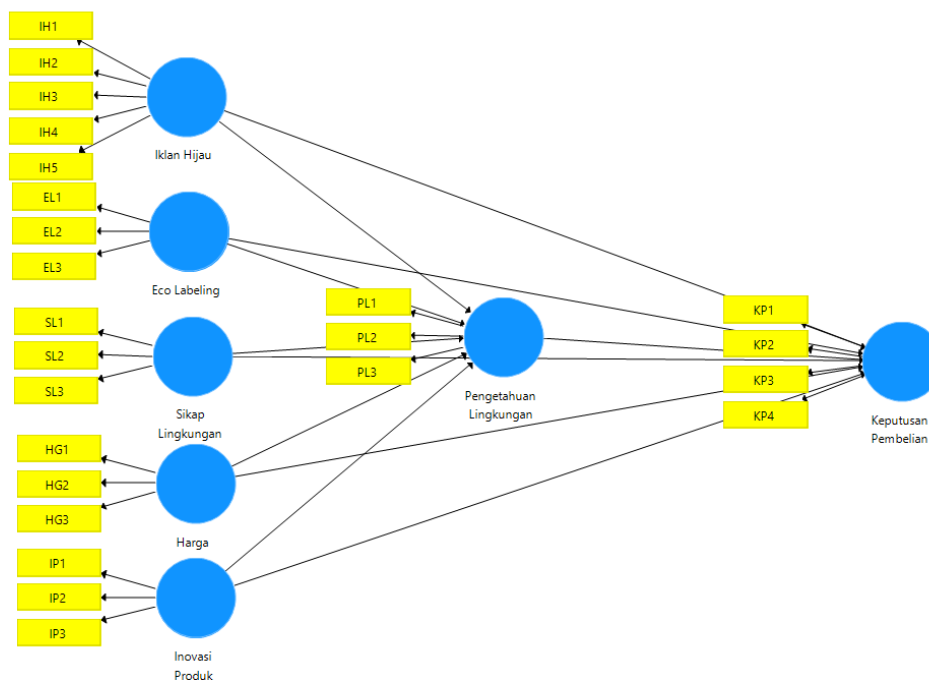 IH1
IH2
IH3
IH4
IH5
Iklan Hijau
EL1
EL2
EL3
Eco Labeling
SL1
SL2
SL3
Sikap
Lingkungan
HG1
HG2
HG3
Harga
IP1
IP2
IP3
Inovasi
Produk
PL1
PL2
PL3
Pengetahuan
Lingkungan
KP1
KP2
KP3
KP4
Keputusan
Pembelian